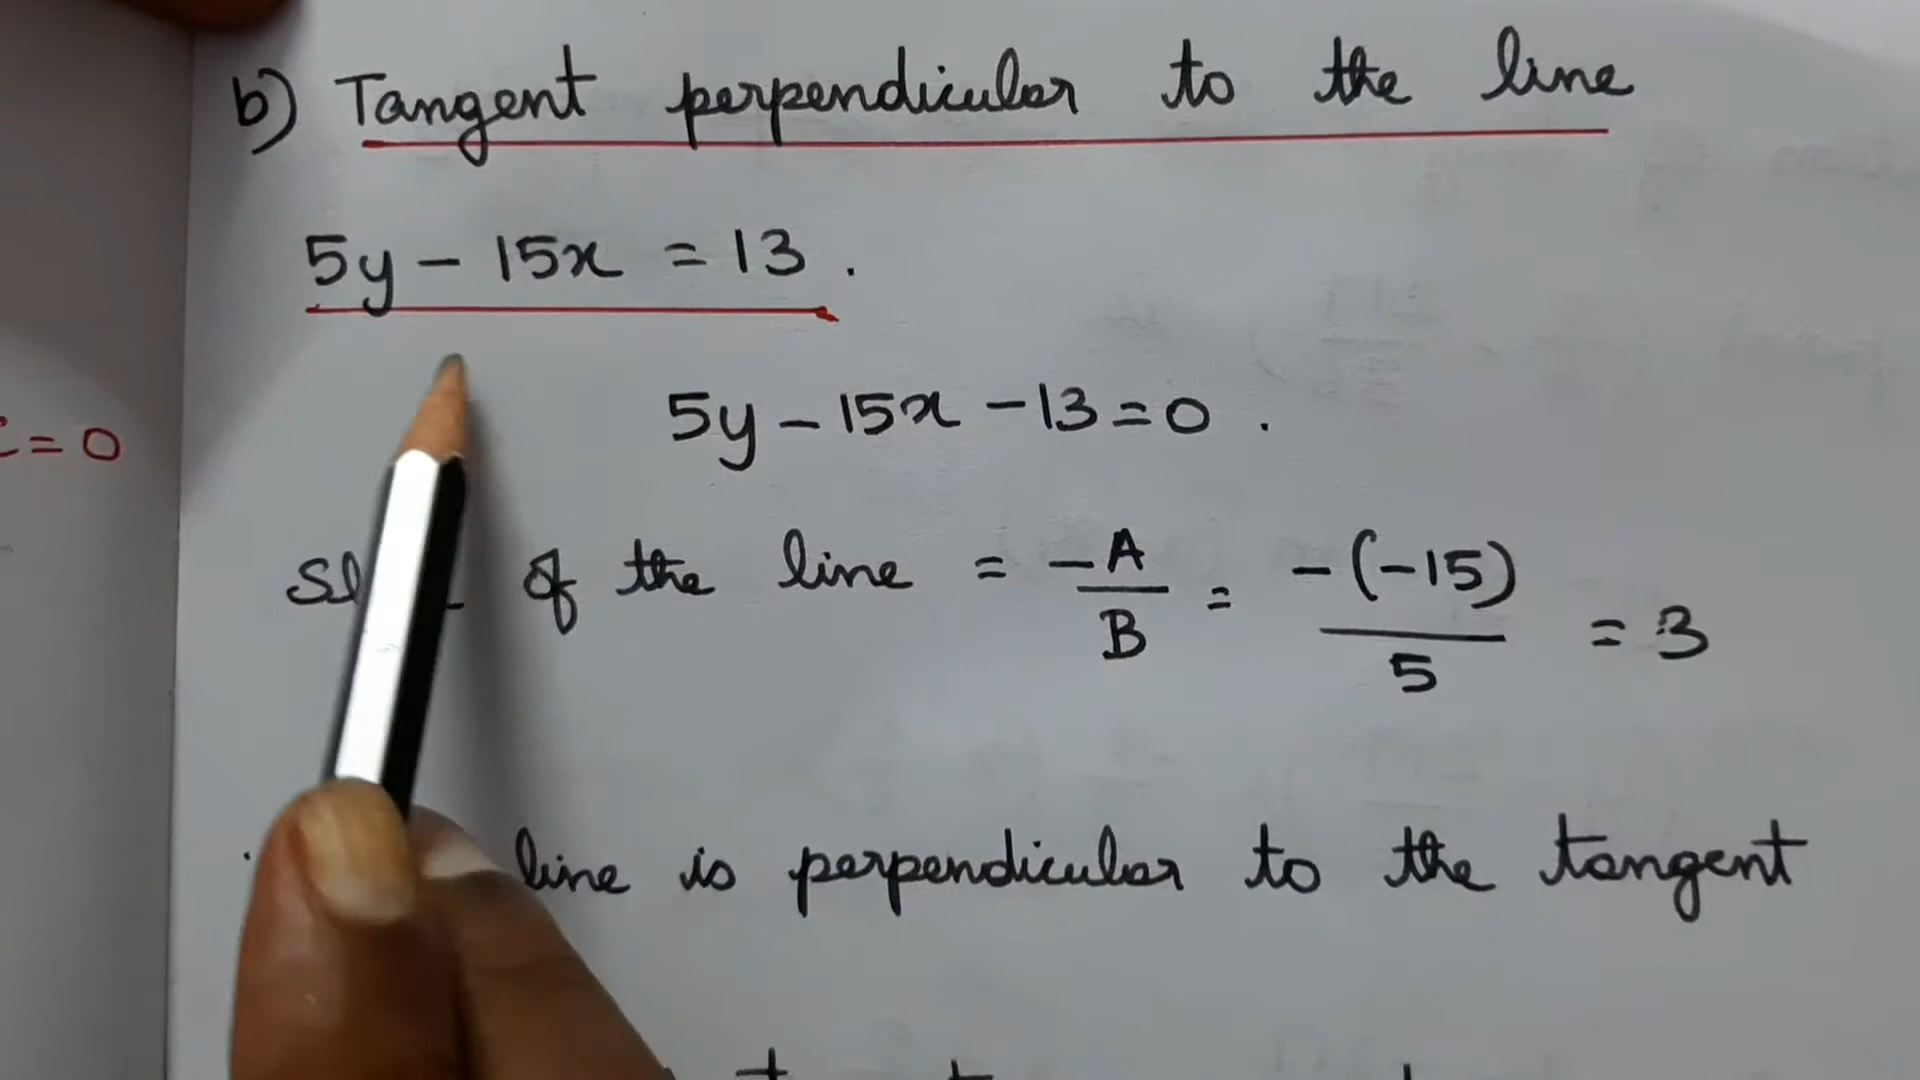 b) Tangent perpendicular to the line
5y - 15x = 13 .
= 0
5y - 15x - 13 = 0 .
of the line = -A/B = -(-15)/5 = 3
line is perpendicular to the tangent